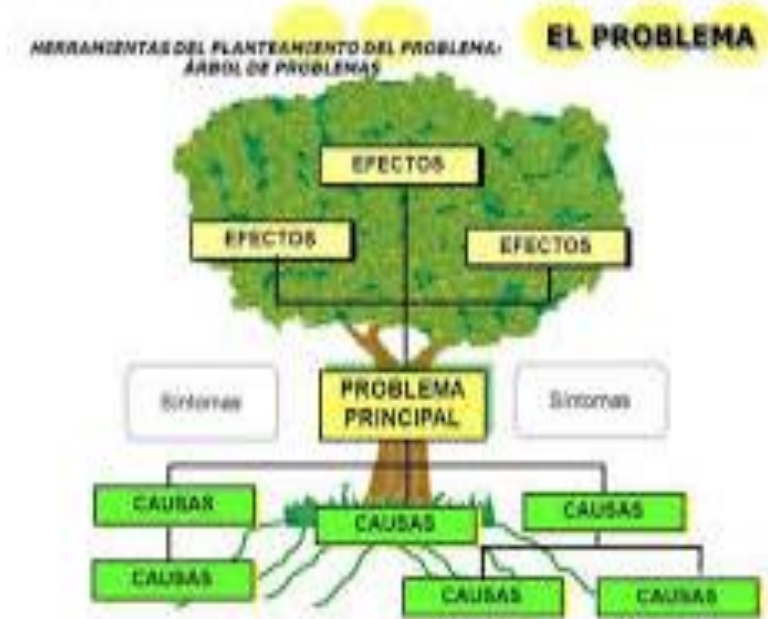 EL PROBLEMA
HERRAMIENTAS DEL PLANTEAMIENTO DEL PROBLEMA:
ÁRBOL DE PROBLEMAS
EFECTOS
EFECTOS
EFECTOS
Síntomas
PROBLEMA
PRINCIPAL
Síntomas
CAUSAS
CAUSAS
CAUSAS
CAUSAS
CAUSAS
CAUSAS